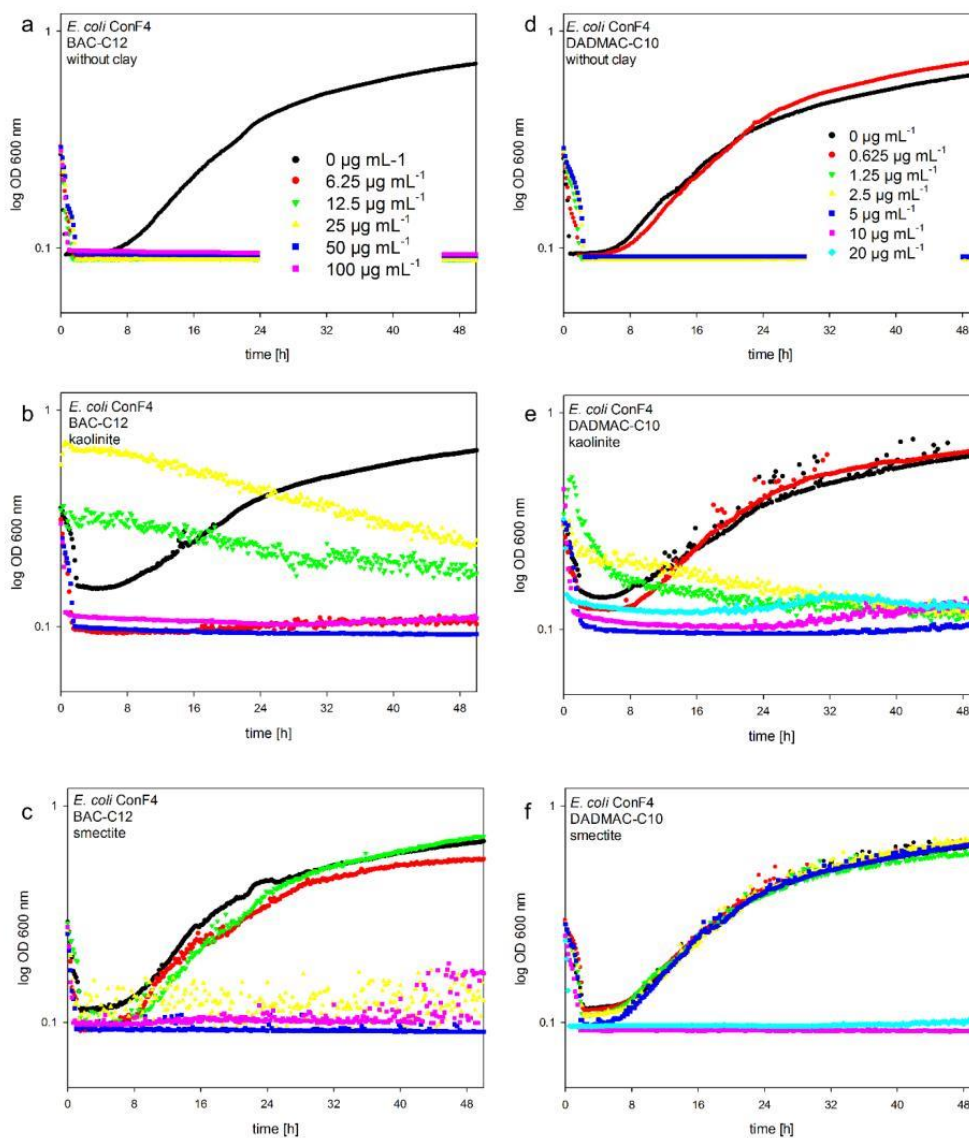 a
E. coli ConF4
BAC-C12
without clay
1
0.1
log OD 600 nm
0 µg mL-1
6.25 µg mL⁻¹
12.5 µg mL⁻¹
25 µg mL⁻¹
50 µg mL⁻¹
100 µg mL⁻¹
0 8 16 24 32 40 48
time [h]
d
E. coli ConF4
DADMAC-C10
without clay
1
0.1
log OD 600 nm
0 µg mL⁻¹
0.625 µg mL⁻¹
1.25 µg mL⁻¹
2.5 µg mL⁻¹
5 µg mL⁻¹
10 µg mL⁻¹
20 µg mL⁻¹
0 8 16 24 32 40 48
time [h]
b
E. coli ConF4
BAC-C12
kaolinite
1
0.1
log OD 600 nm
0 8 16 24 32 40 48
time [h]
e
E. coli ConF4
DADMAC-C10
kaolinite
1
0.1
log OD 600 nm
0 8 16 24 32 40 48
time [h]
c
E. coli ConF4
BAC-C12
smectite
1
0.1
log OD 600 nm
0 8 16 24 32 40 48
time [h]
f
E. coli ConF4
DADMAC-C10
smectite
1
0.1
log OD 600 nm
0 8 16 24 32 40 48
time [h]